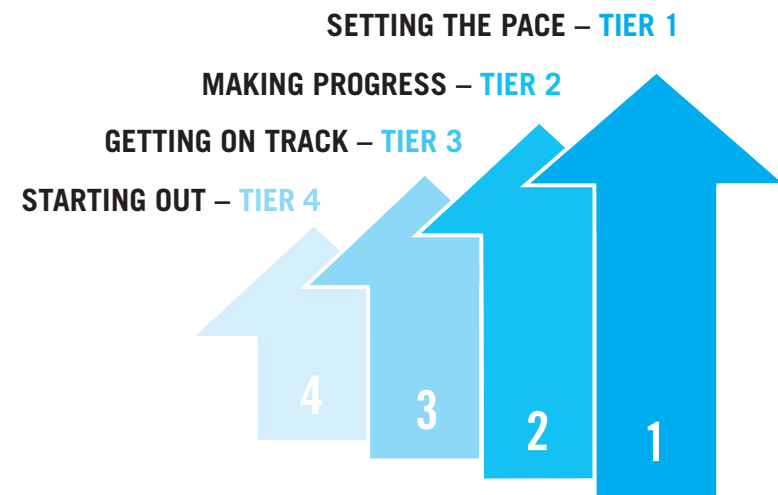 SETTING THE PACE – TIER 1
MAKING PROGRESS – TIER 2
GETTING ON TRACK – TIER 3
STARTING OUT – TIER 4
4
3
2
1